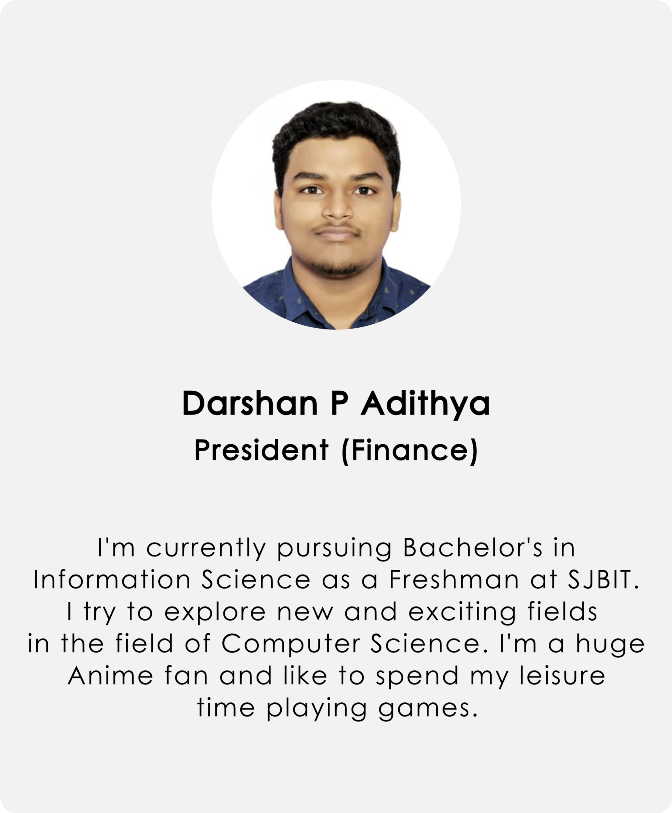 Darshan P Adithya
President (Finance)
I'm currently pursuing Bachelor's in
Information Science as a Freshman at SJBIT.
I try to explore new and exciting fields
in the field of Computer Science. I'm a huge
Anime fan and like to spend my leisure
time playing games.